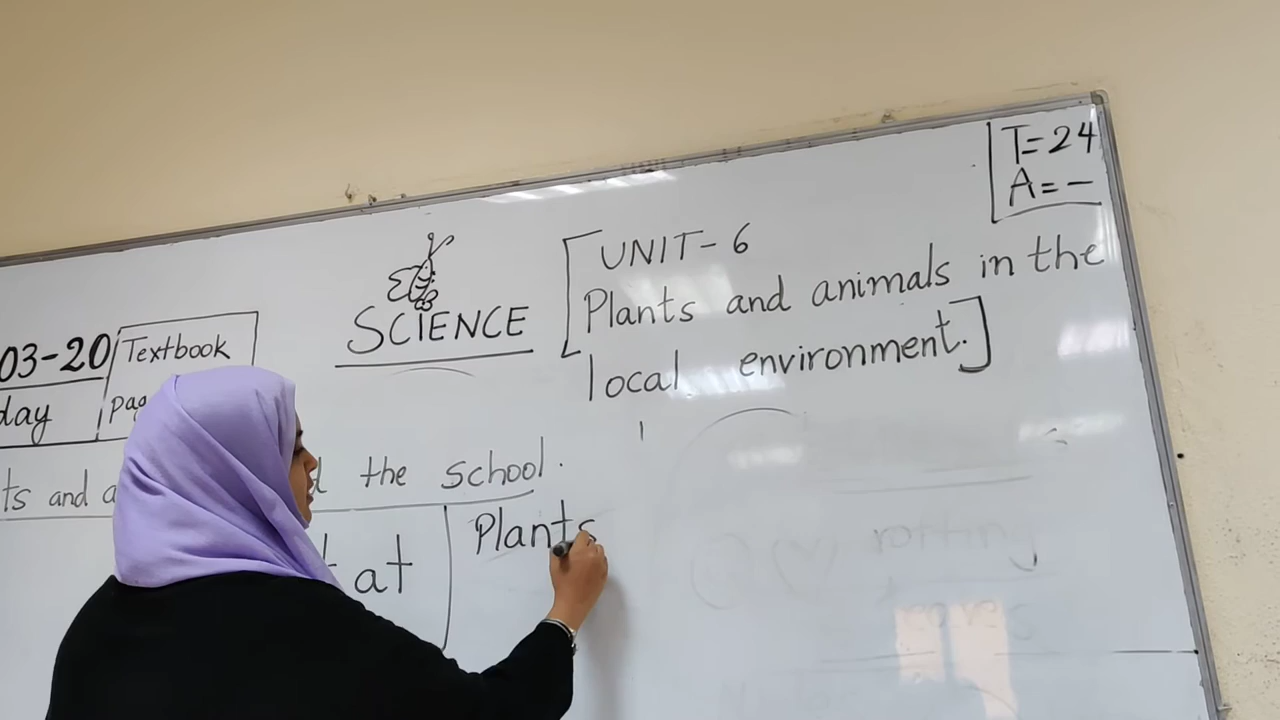 T=24
A=-
UNIT-6
Plants and animals in the
local environment.
SCIENCE
03-20
Textbook
day
the school.
and
at
Plants